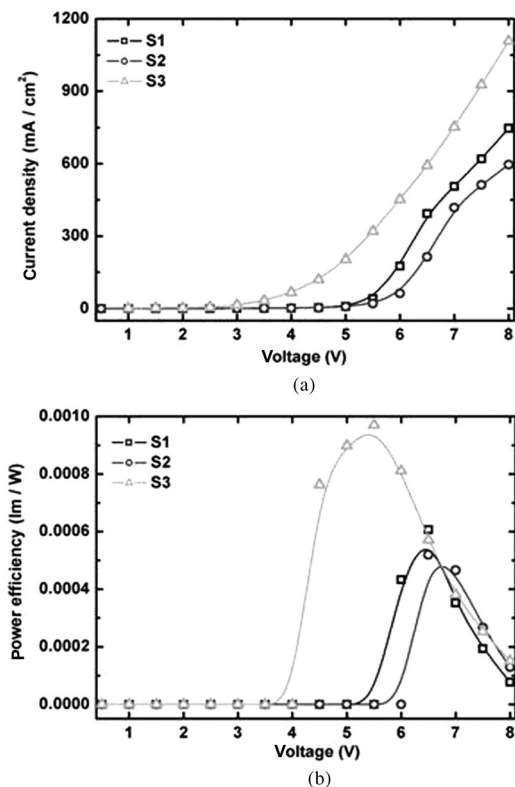 1200
900
600
300
0
Current density (mA / cm²)
S1
S2
S3
1 2 3 4 5 6 7 8
Voltage (V)
(a)
0.0010
0.0008
0.0006
0.0004
0.0002
0.0000
Power efficiency (lm / W)
S1
S2
S3
1 2 3 4 5 6 7 8
Voltage (V)
(b)